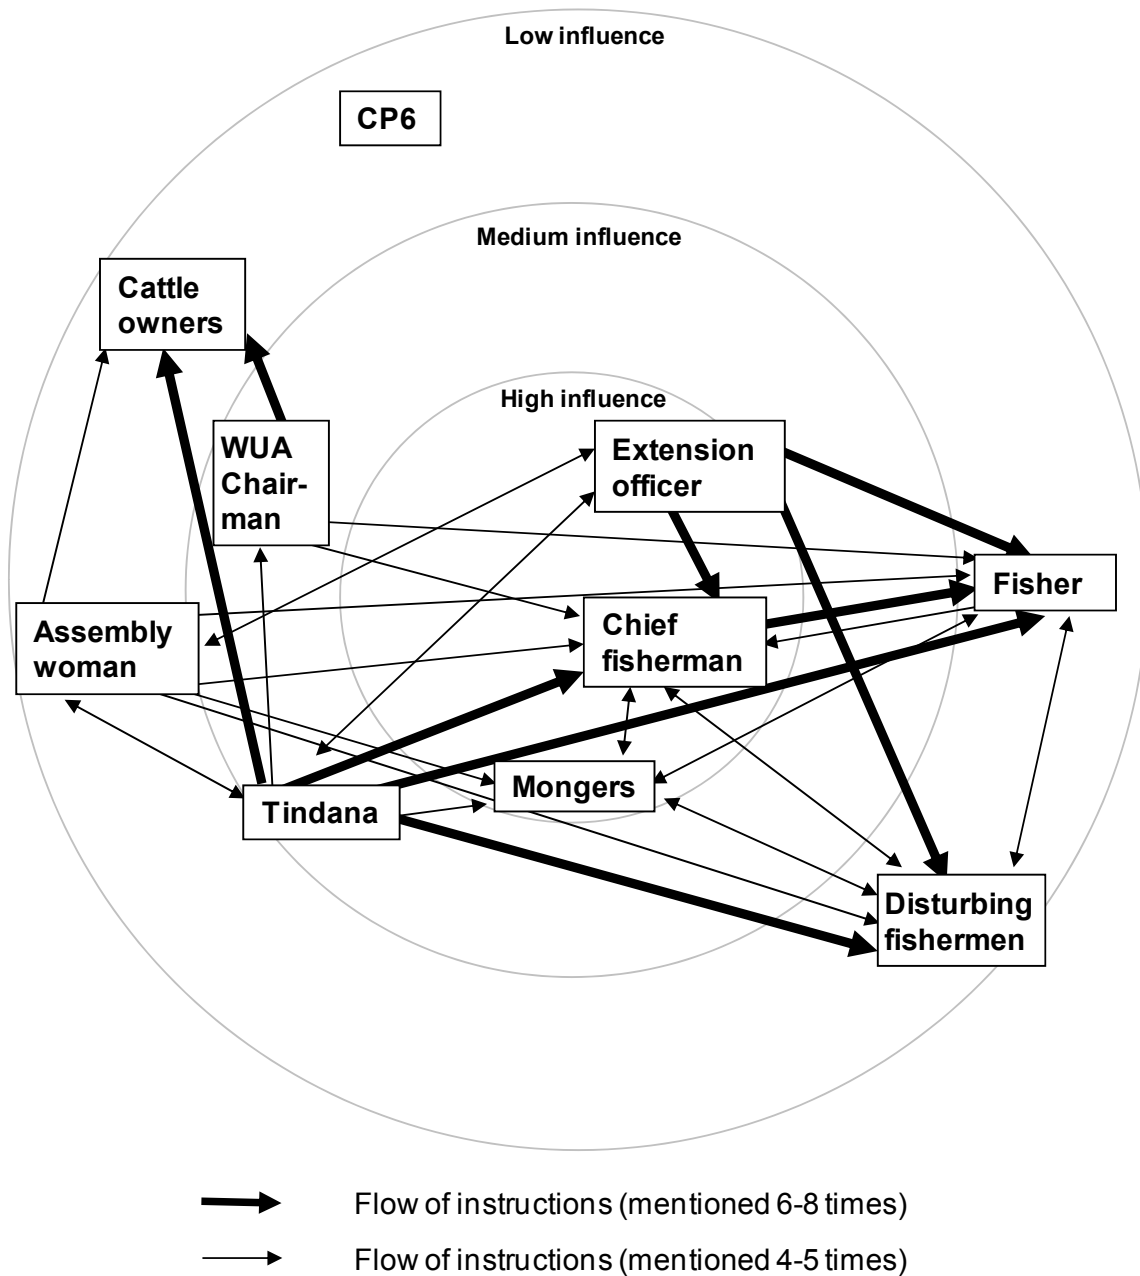 Low influence
CP6
Medium influence
Cattle
owners
High influence
WUA
Chair-
man
Extension
officer
Fisher
Assembly
woman
Chief
fisherman
Mongers
Tindana
Disturbing
fishermen
Flow of instructions (mentioned 6-8 times)
Flow of instructions (mentioned 4-5 times)